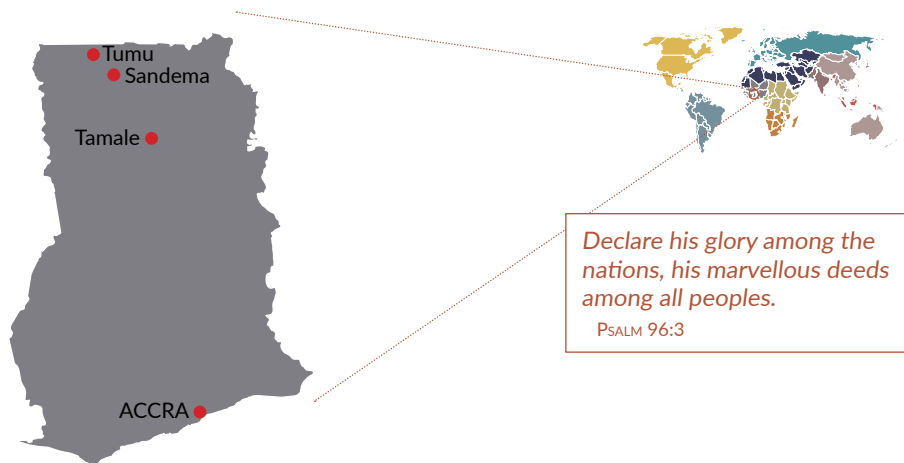 Tumu
Sandema
Tamale
ACCRA
Declare his glory among the
nations, his marvellous deeds
among all peoples.
Psalm 96:3